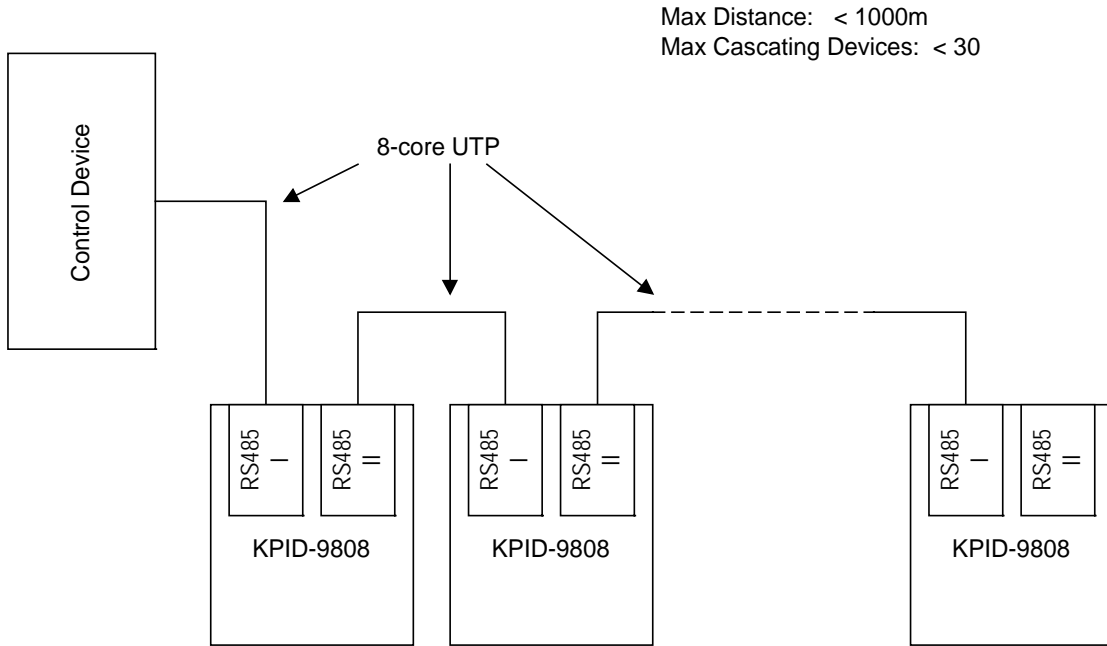 Max Distance: < 1000m
Max Cascating Devices: < 30
Control Device
8-core UTP
RS485
I
RS485
II
RS485
I
RS485
II
RS485
I
RS485
II
KPID-9808
KPID-9808
KPID-9808